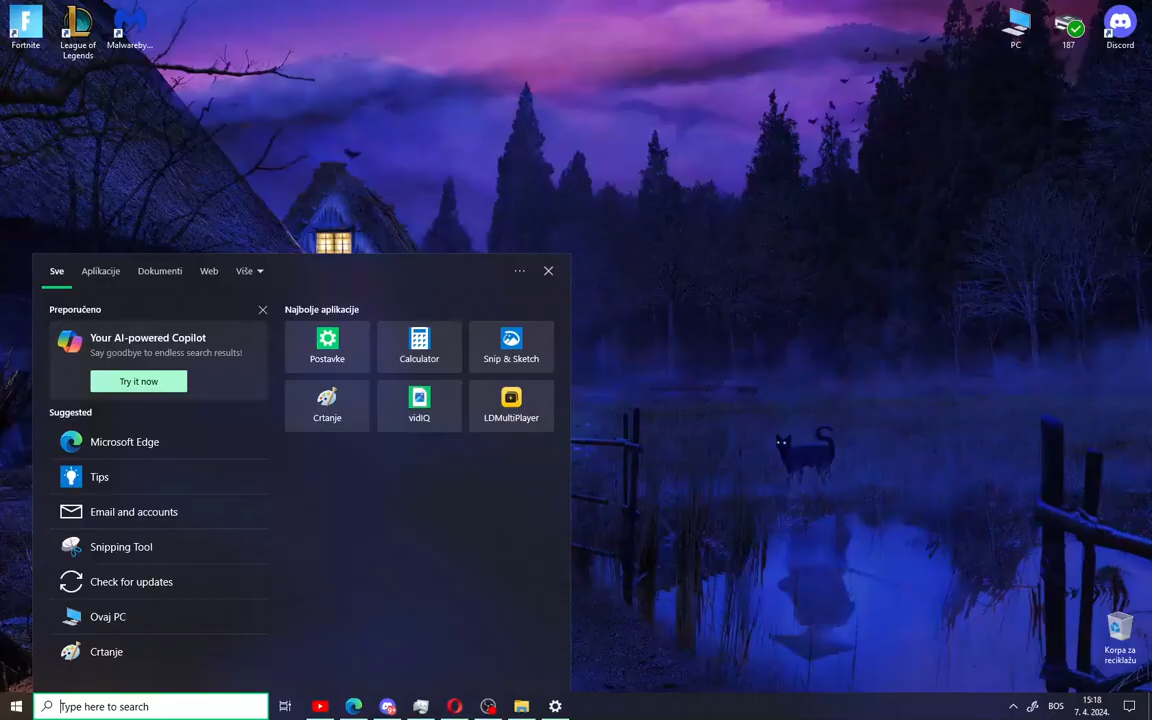 Fortnite
League of
Legends
Malwareby...
PC
187
Discord
Sve
Aplikacije
Dokumenti
Web
Više
Preporučeno
Your AI-powered Copilot
Say goodbye to endless search results!
Try it now
Suggested
Microsoft Edge
Tips
Email and accounts
Snipping Tool
Check for updates
Ovaj PC
Crtanje
Najbolje aplikacije
Postavke
Calculator
Snip & Sketch
Crtanje
vidIQ
LDMultiPlayer
Korpa za
reciklažu
Type here to search
BOS
15:18
7. 4. 2024.